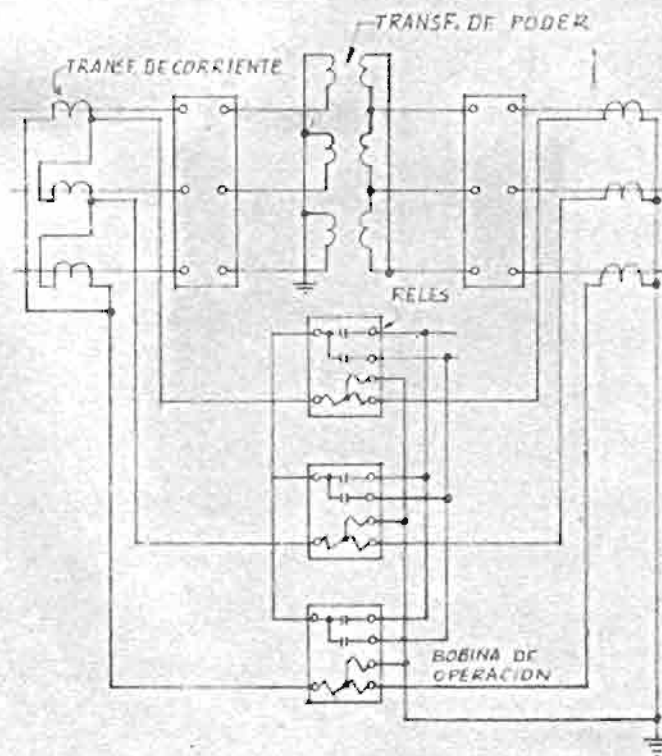 TRANSF. DE PODER
TRANSF. DE CORRIENTE
RELES
BOBINA DE
OPERACION